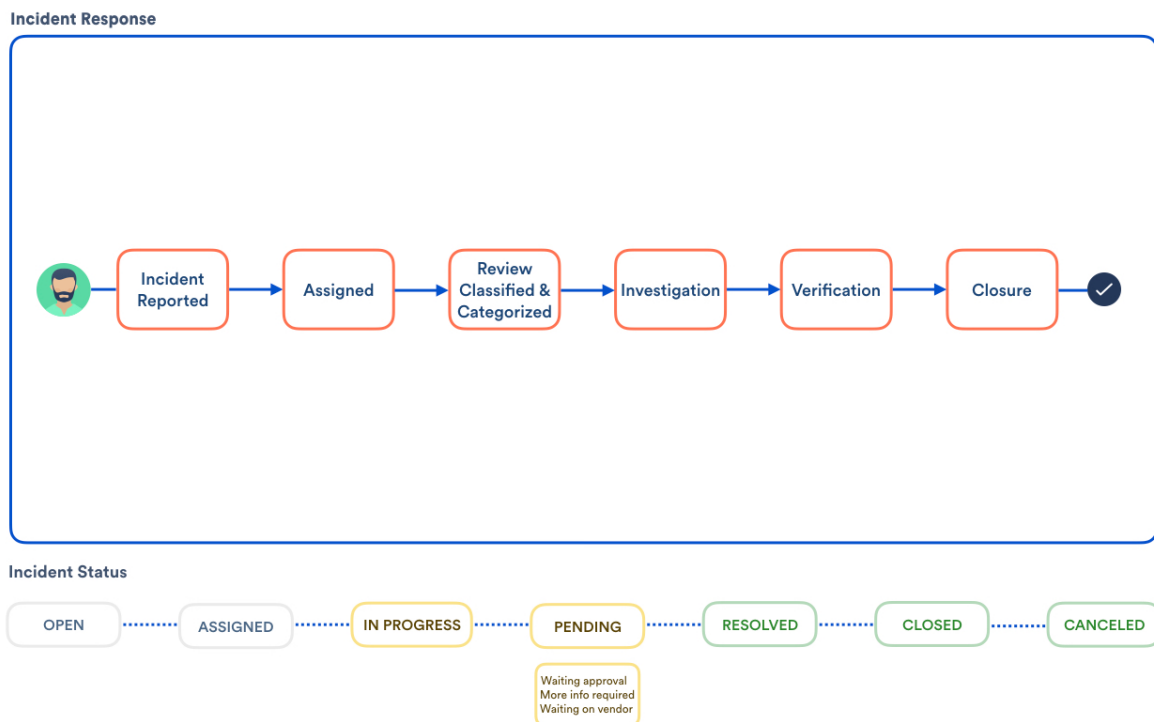 Incident Response
Incident
Reported
Assigned
Review
Classified &
Categorized
Investigation
Verification
Closure
Incident Status
OPEN
ASSIGNED
IN PROGRESS
PENDING
RESOLVED
CLOSED
CANCELED
Waiting approval
More info required
Waiting on vendor